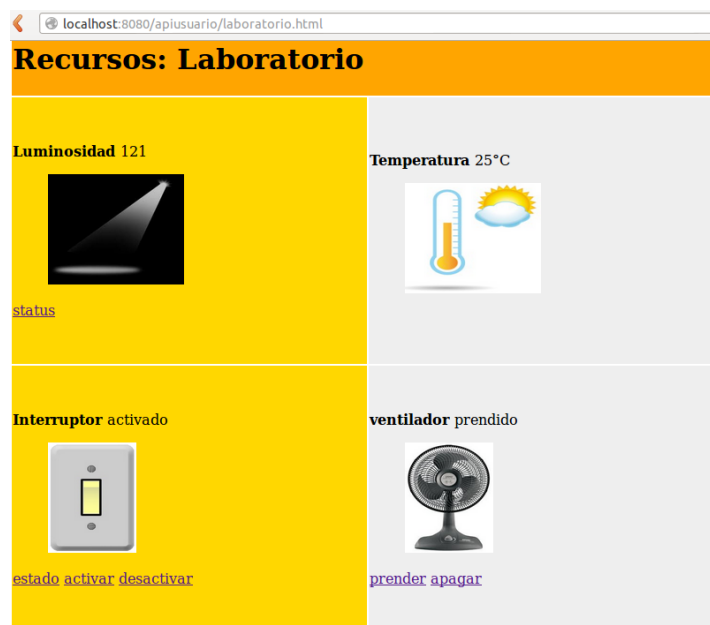 localhost:8080/apiusuario/laboratorio.html
Recursos: Laboratorio
Luminosidad 121
status
Temperatura 25°C
Interruptor activado
estado activar desactivar
ventilador prendido
prender apagar